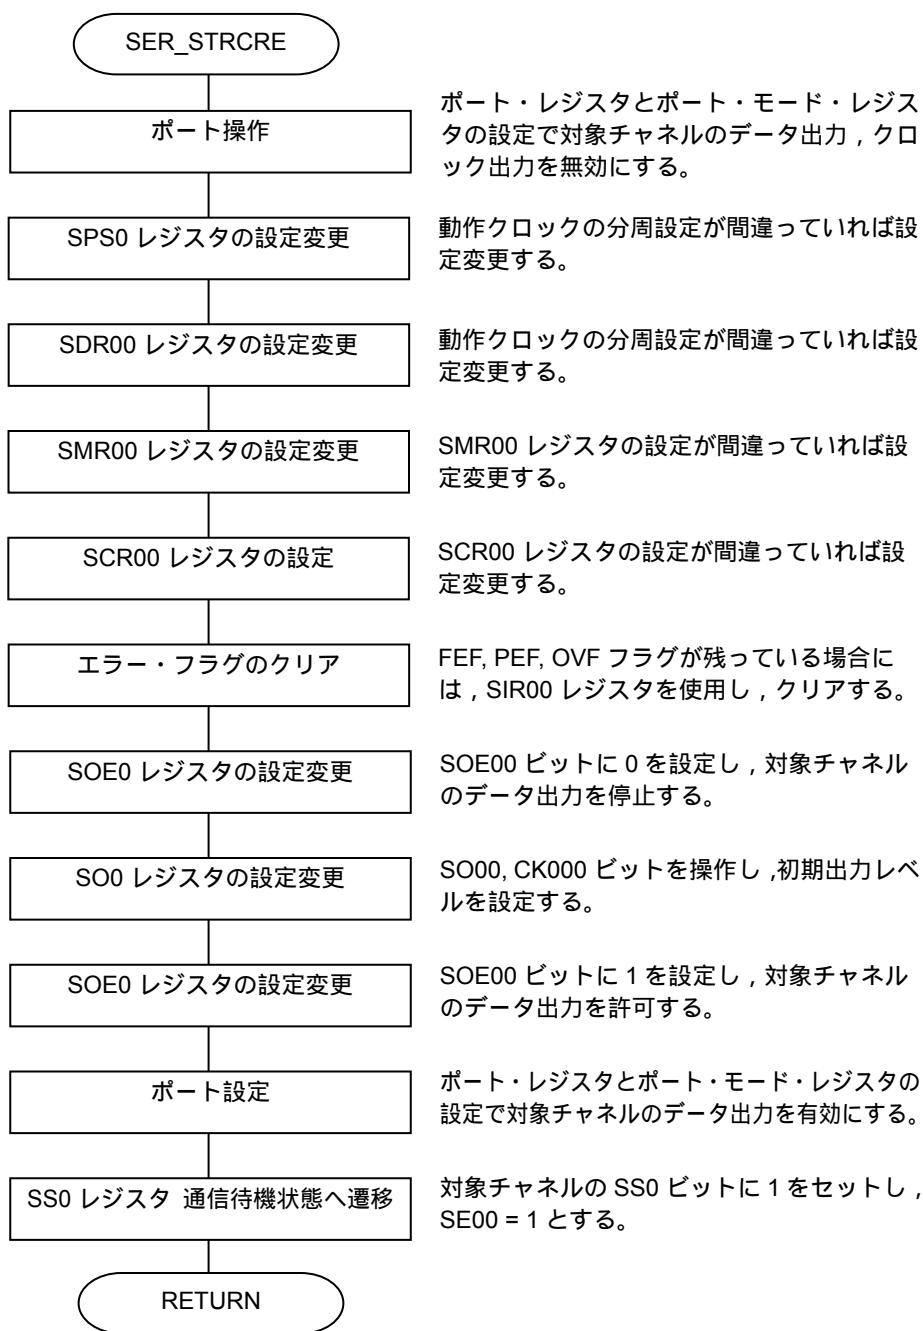 SER_STRCRE
ポート操作
ポート・レジスタとポート・モード・レジス
タの設定で対象チャネルのデータ出力，クロ
ック出力を無効にする。
SPS0 レジスタの設定変更
動作クロックの分周設定が間違っていれば設
定変更する。
SDR00 レジスタの設定変更
動作クロックの分周設定が間違っていれば設
定変更する。
SMR00 レジスタの設定変更
SMR00 レジスタの設定が間違っていれば設
定変更する。
SCR00 レジスタの設定
SCR00 レジスタの設定が間違っていれば設
定変更する。
エラー・フラグのクリア
FEF, PEF, OVF フラグが残っている場合に
は，SIR00 レジスタを使用し，クリアする。
SOE0 レジスタの設定変更
SOE00 ビットに 0 を設定し，対象チャネル
のデータ出力を停止する。
SO0 レジスタの設定変更
SO00, CK000 ビットを操作し，初期出力レベ
ルを設定する。
SOE0 レジスタの設定変更
SOE00 ビットに 1 を設定し，対象チャネル
のデータ出力を許可する。
ポート設定
ポート・レジスタとポート・モード・レジスタの
設定で対象チャネルのデータ出力を有効にする。
SS0 レジスタ 通信待機状態へ遷移
対象チャネルの SS0 ビットに 1 をセットし，
SE00 = 1 とする。
RETURN